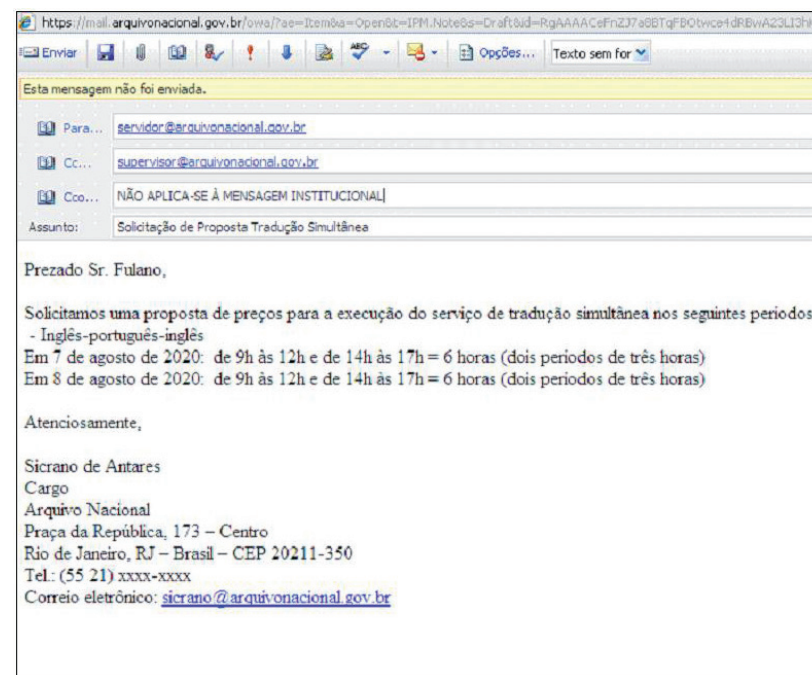 https://mail.arquivonacional.gov.br/owa/?ae=Item&a=Open&t=IPM.Note&s=Draft&id=
Enviar Opções... Texto sem for
Esta mensagem não foi enviada.
Para... servidor@arquivonacional.gov.br
Cc... supervisor@arquivonacional.gov.br
Cco... NÃO APLICA-SE À MENSAGEM INSTITUCIONAL
Assunto: Solicitação de Proposta Tradução Simultânea
Prezado Sr. Fulano,
Solicitamos uma proposta de preços para a execução do serviço de tradução simultânea nos seguintes periodos
- Inglês-português-inglês
Em 7 de agosto de 2020: de 9h às 12h e de 14h às 17h = 6 horas (dois periodos de três horas)
Em 8 de agosto de 2020: de 9h às 12h e de 14h às 17h = 6 horas (dois periodos de três horas)
Atenciosamente,
Sicrano de Antares
Cargo
Arquivo Nacional
Praça da República, 173 – Centro
Rio de Janeiro, RJ – Brasil – CEP 20211-350
Tel.: (55 21) xxxx-xxxx
Correio eletrônico: sicrano@arquivonacional.gov.br